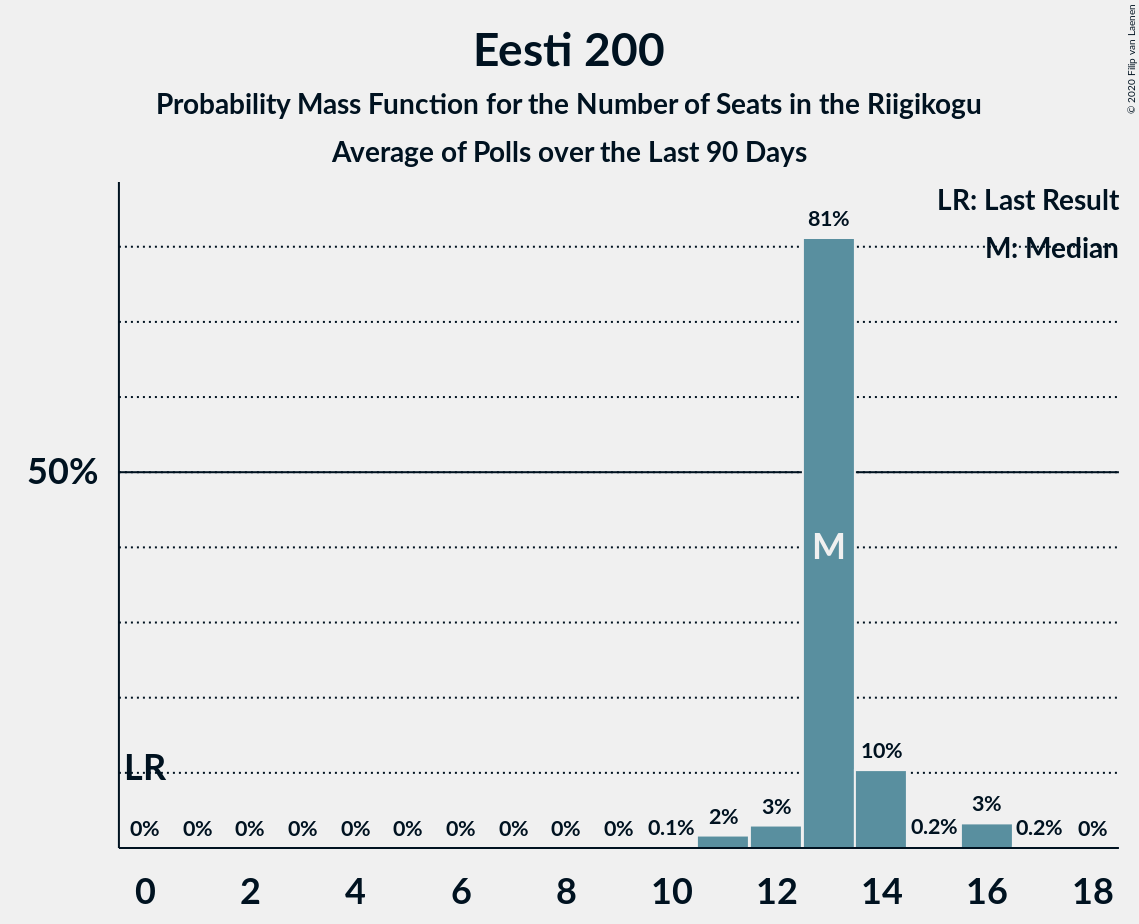 Eesti 200
Probability Mass Function for the Number of Seats in the Riigikogu
Average of Polls over the Last 90 Days
© 2020 Filip van Laenen
LR: Last Result
M: Median
81%
50%
M
LR
10%
0% 0% 0% 0% 0% 0% 0% 0% 0% 0% 0.1% 2% 3% 0.2% 3% 0.2% 0%
0 2 4 6 8 10 12 14 16 18